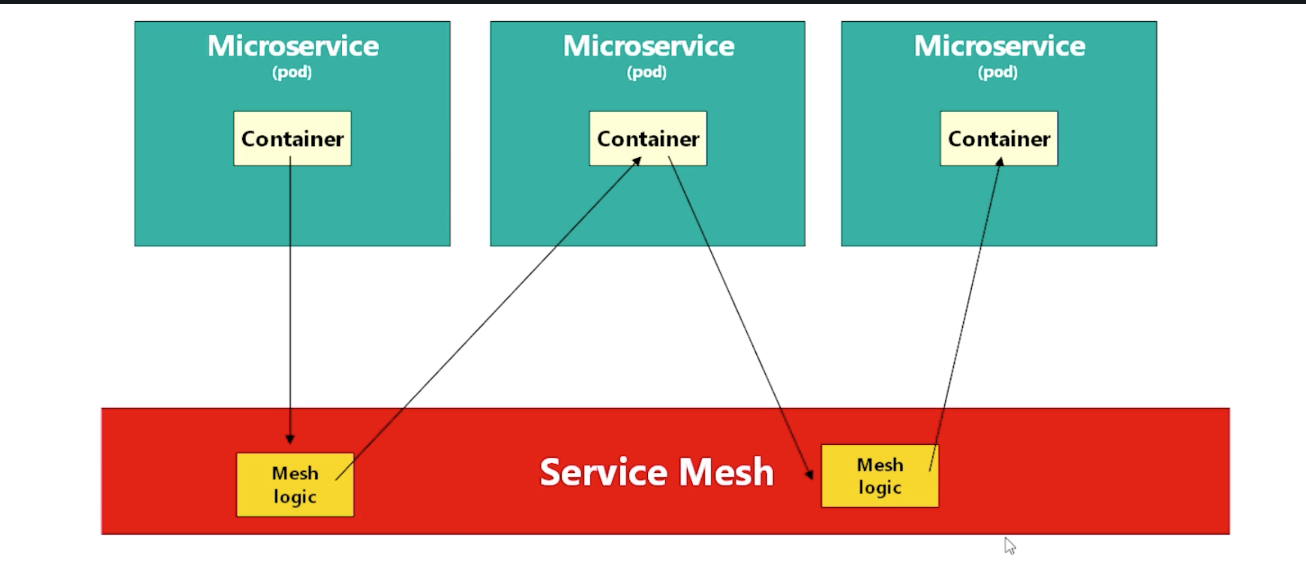 Microservice
(pod)
Container
Microservice
(pod)
Container
Microservice
(pod)
Container
Mesh
logic
Service Mesh
Mesh
logic